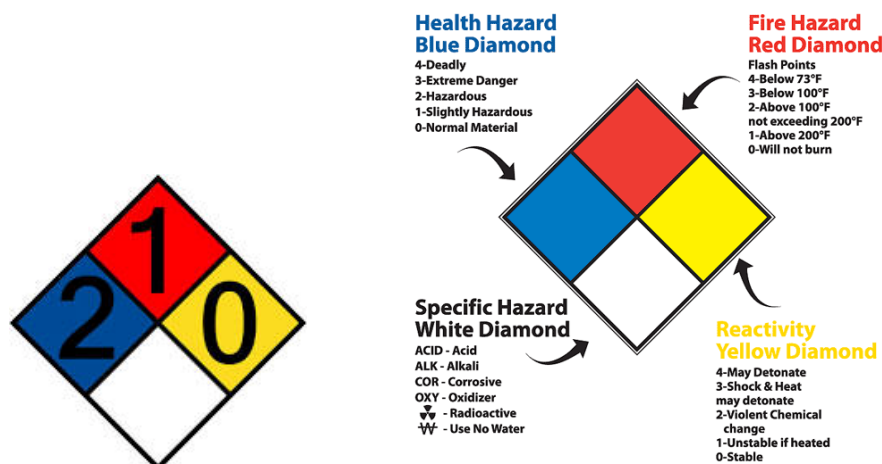 Health Hazard
Blue Diamond
4-Deadly
3-Extreme Danger
2-Hazardous
1-Slightly Hazardous
0-Normal Material
Fire Hazard
Red Diamond
Flash Points
4-Below 73°F
3-Below 100°F
2-Above 100°F
not exceeding 200°F
1-Above 200°F
0-Will not burn
1
2
0
Specific Hazard
White Diamond
ACID - Acid
ALK - Alkali
COR - Corrosive
OXY - Oxidizer
☢ - Radioactive
W - Use No Water
Reactivity
Yellow Diamond
4-May Detonate
3-Shock & Heat
may detonate
2-Violent Chemical
change
1-Unstable if heated
0-Stable